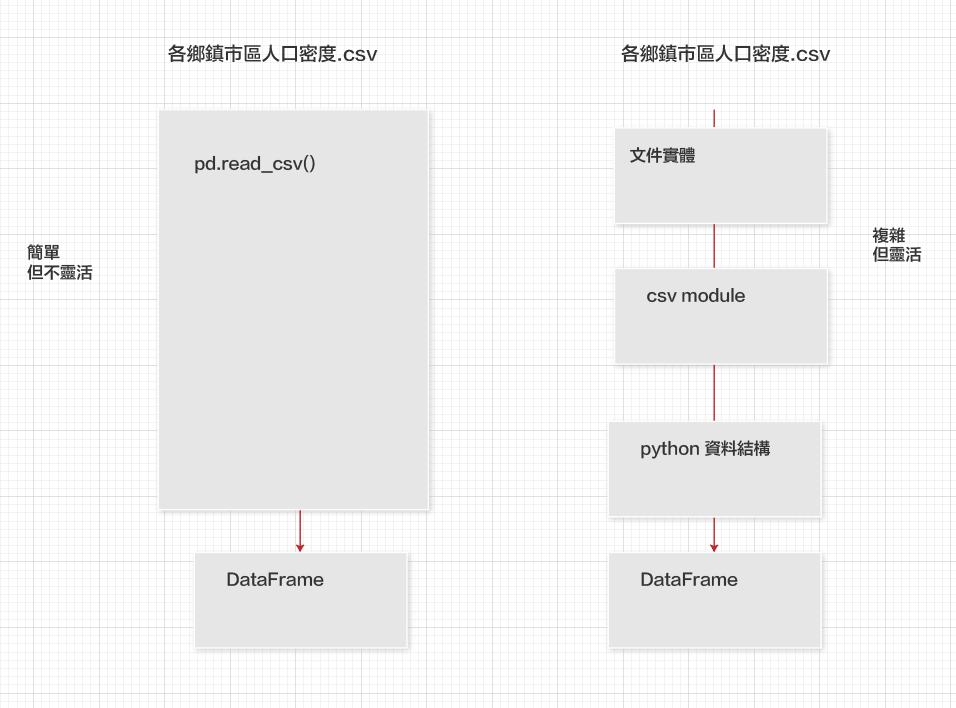 各鄉鎮市區人口密度.csv
pd.read_csv()
簡單
但不靈活
DataFrame
各鄉鎮市區人口密度.csv
文件實體
複雜
但靈活
csv module
python 資料結構
DataFrame